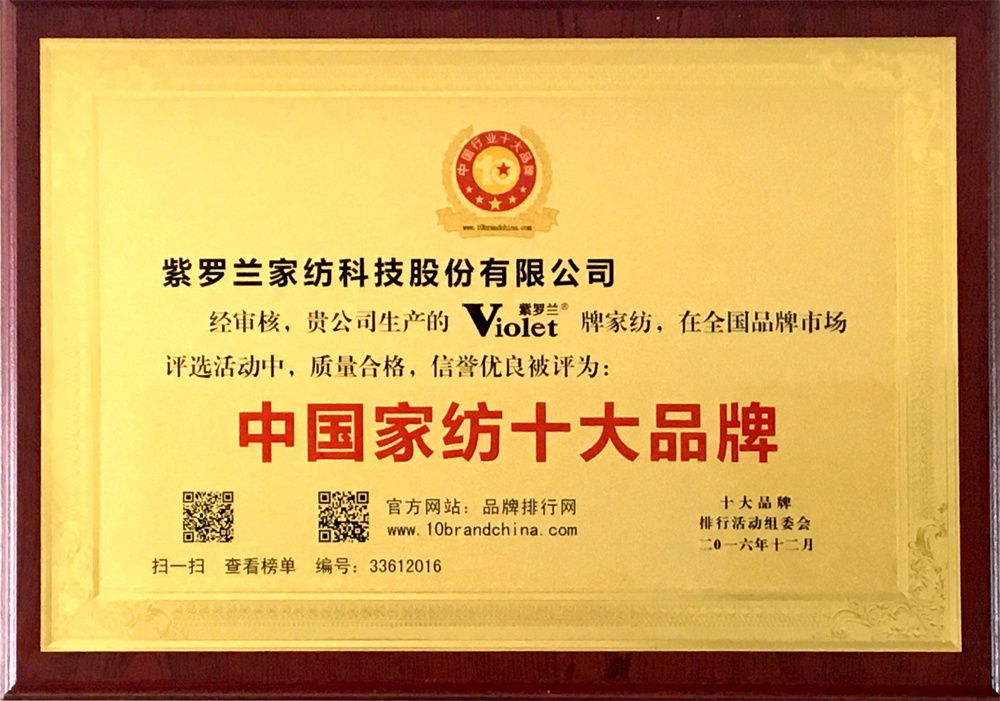 中国行业十大品牌
10
www.10brandchina.com
紫罗兰家纺科技股份有限公司
经审核，贵公司生产的 紫罗兰® Violet 牌家纺，在全国品牌市场
评选活动中，质量合格，信誉优良被评为：
中国家纺十大品牌
官方网站：品牌排行网
www.10brandchina.com
扫一扫 查看榜单 编号：33612016
十大品牌
排行活动组委会
二0一六年十二月